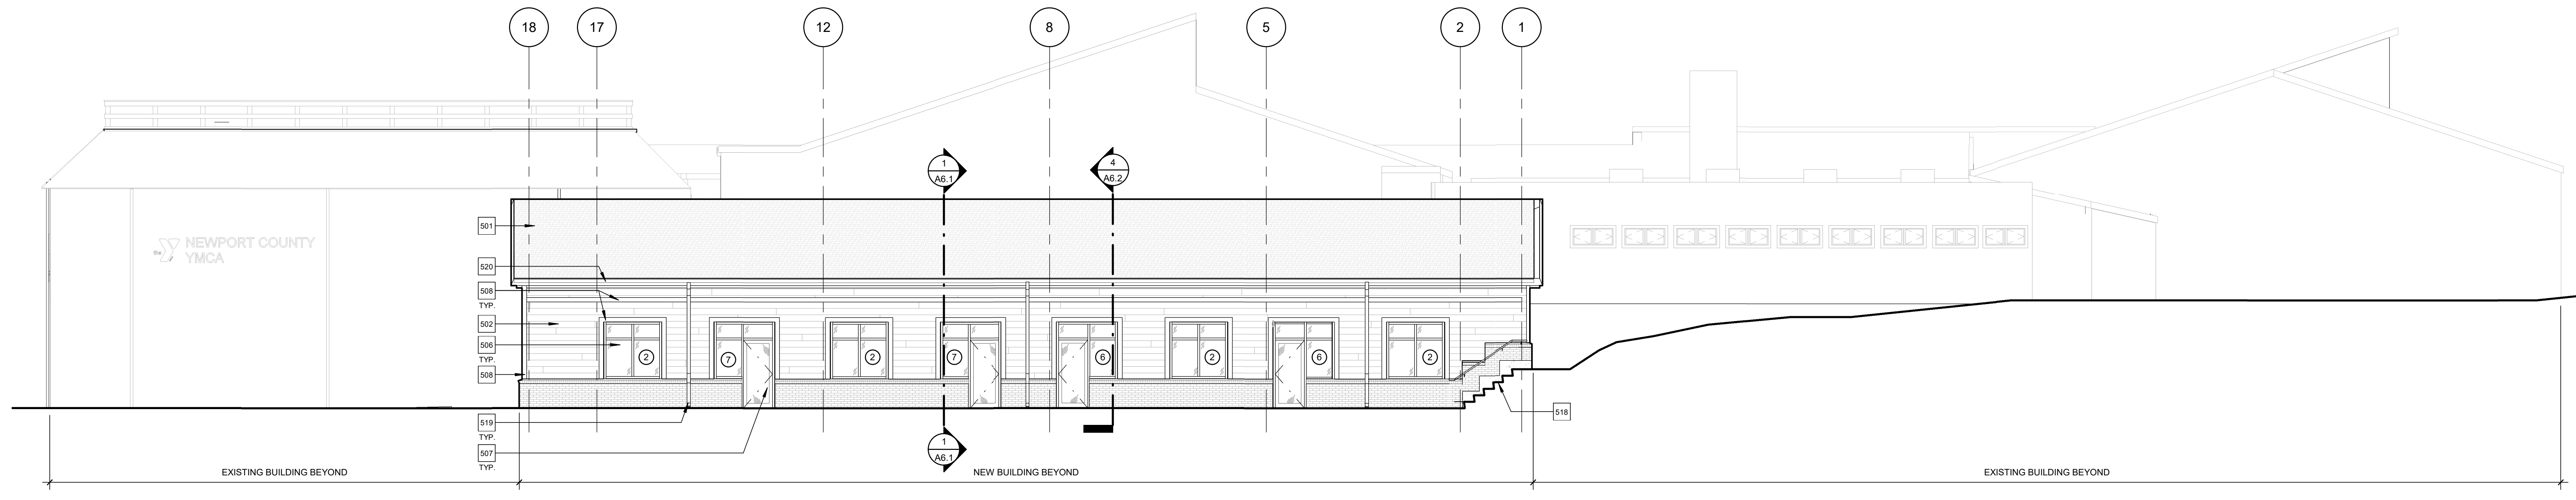 18
17
12
8
5
2
1
1
A6.1
4
A6.2
the Y NEWPORT COUNTY
YMCA
501
520
508
TYP.
502
506
TYP.
508
519
TYP.
507
TYP.
2
7
2
7
6
2
6
2
518
1
A6.1
EXISTING BUILDING BEYOND
NEW BUILDING BEYOND
EXISTING BUILDING BEYOND